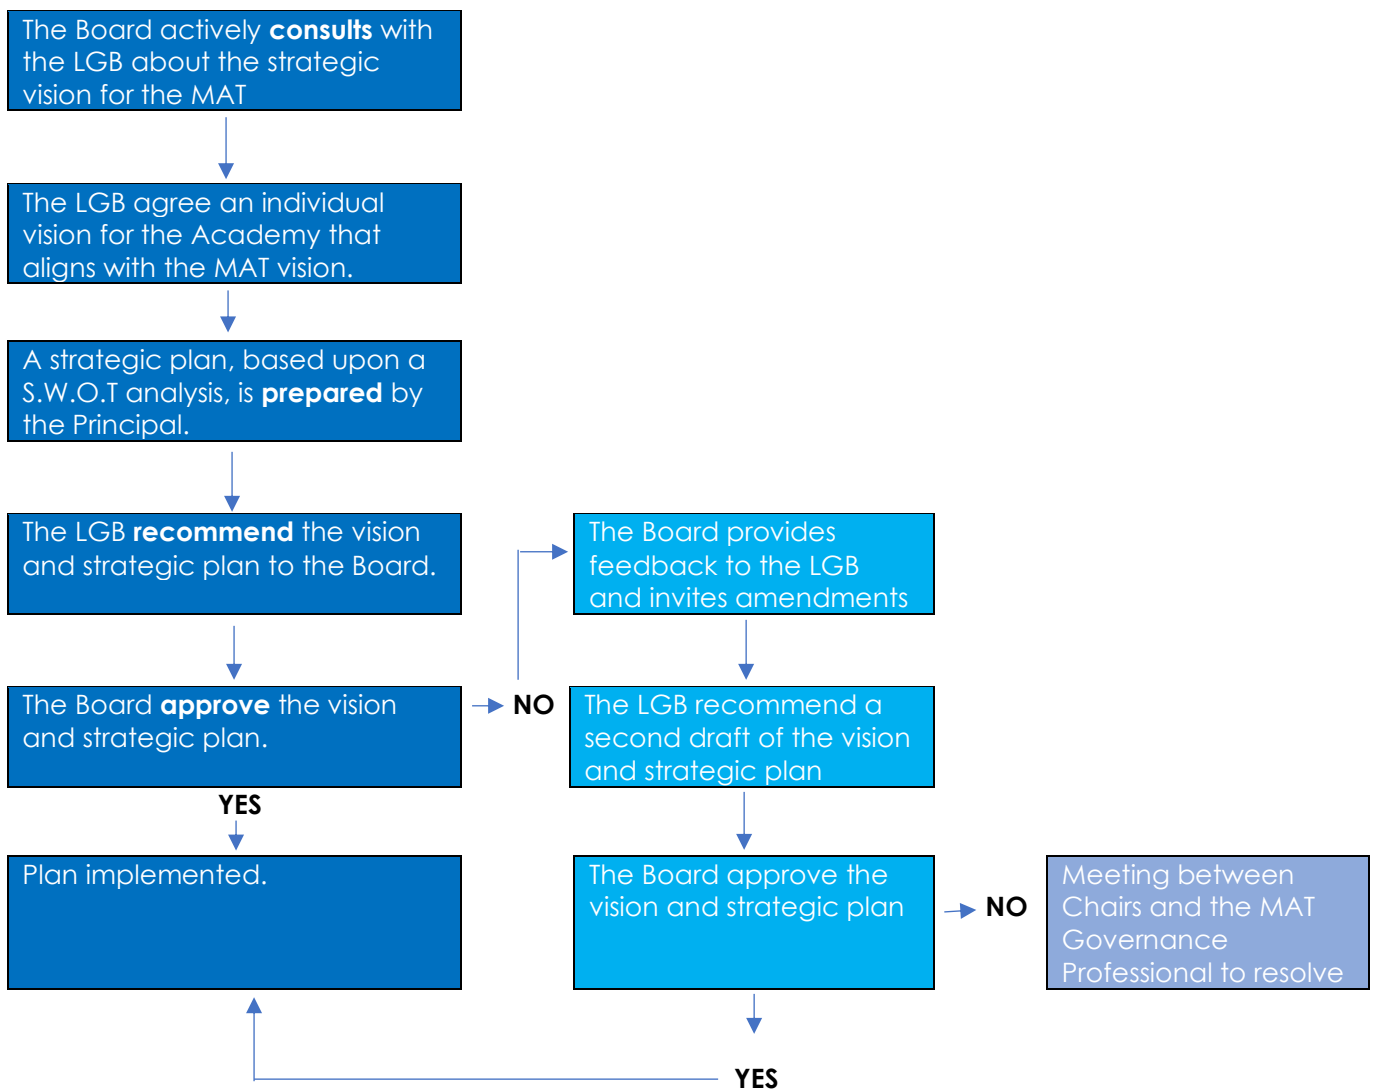 The Board actively consults with
the LGB about the strategic
vision for the MAT
The LGB agree an individual
vision for the Academy that
aligns with the MAT vision.
A strategic plan, based upon a
S.W.O.T analysis, is prepared by
the Principal.
The LGB recommend the vision
and strategic plan to the Board.
The Board provides
feedback to the LGB
and invites amendments
The Board approve the vision
and strategic plan.
NO
The LGB recommend a
second draft of the vision
and strategic plan
YES
Plan implemented.
The Board approve the
vision and strategic plan
NO
Meeting between
Chairs and the MAT
Governance
Professional to resolve
YES